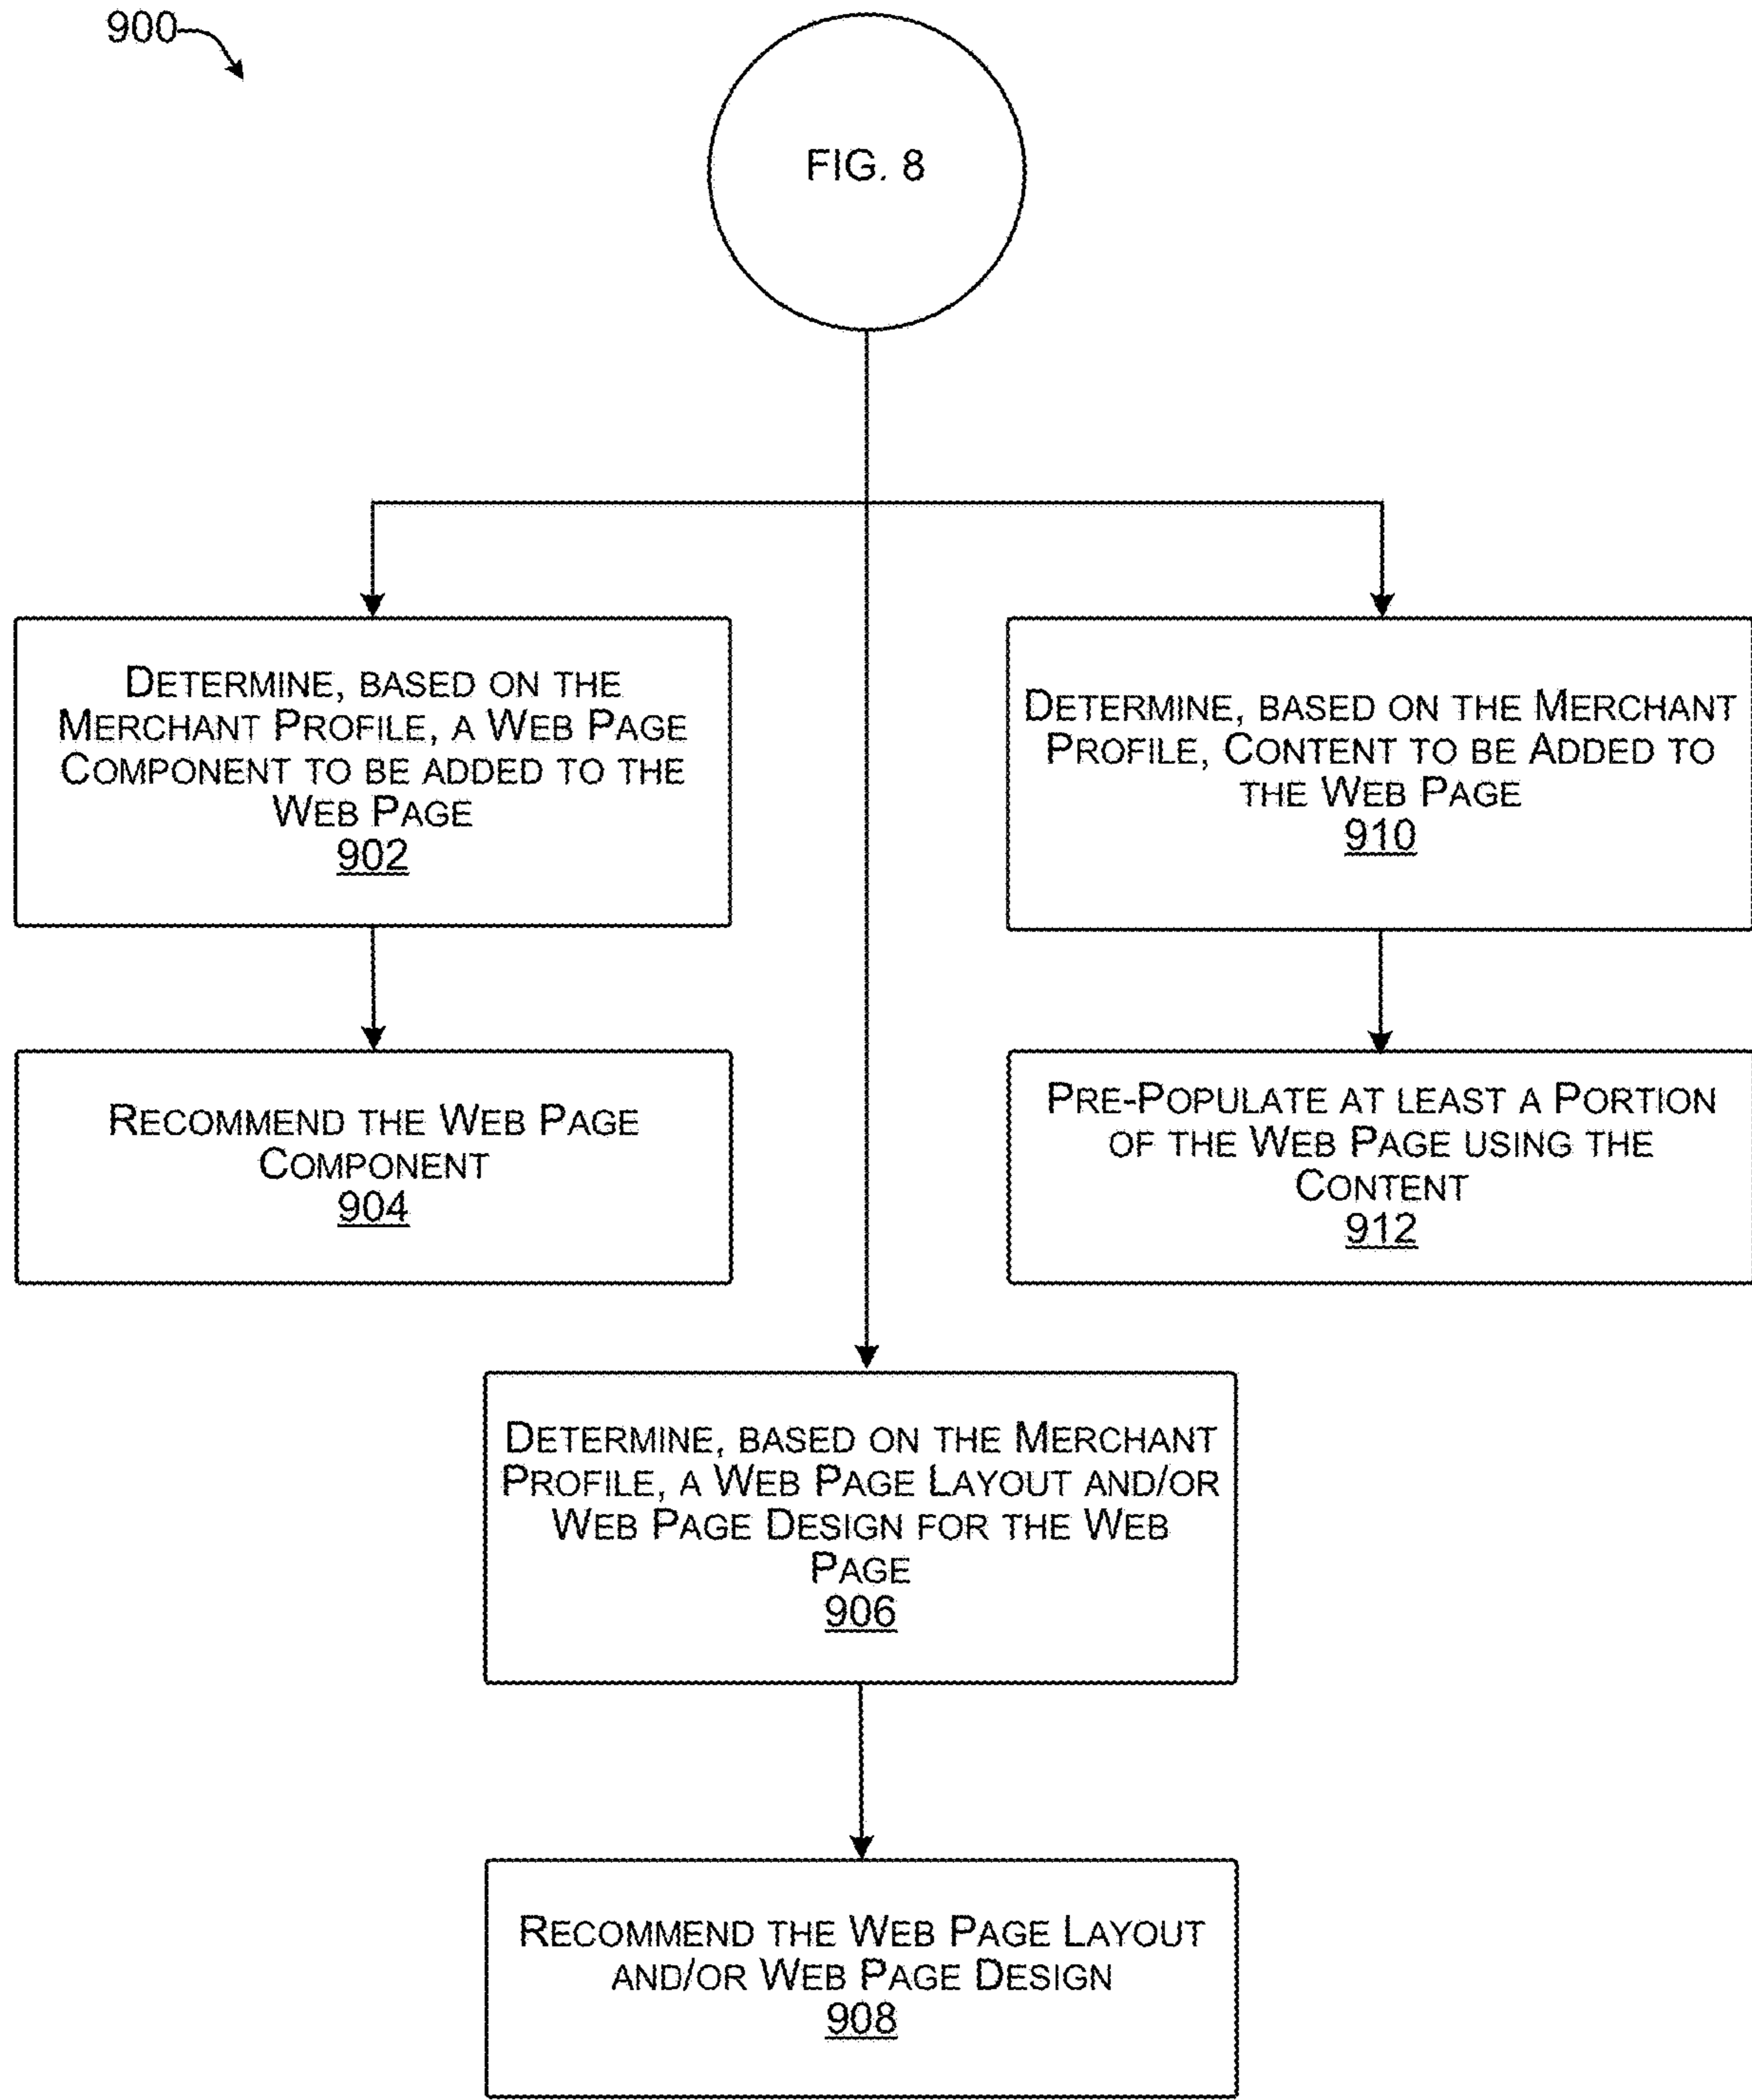 900
FIG. 8
DETERMINE, BASED ON THE
MERCHANT PROFILE, A WEB PAGE
COMPONENT TO BE ADDED TO THE
WEB PAGE
902
RECOMMEND THE WEB PAGE
COMPONENT
904
DETERMINE, BASED ON THE MERCHANT
PROFILE, A WEB PAGE LAYOUT AND/OR
WEB PAGE DESIGN FOR THE WEB
PAGE
906
RECOMMEND THE WEB PAGE LAYOUT
AND/OR WEB PAGE DESIGN
908
DETERMINE, BASED ON THE MERCHANT
PROFILE, CONTENT TO BE ADDED TO
THE WEB PAGE
910
PRE-POPULATE AT LEAST A PORTION
OF THE WEB PAGE USING THE
CONTENT
912